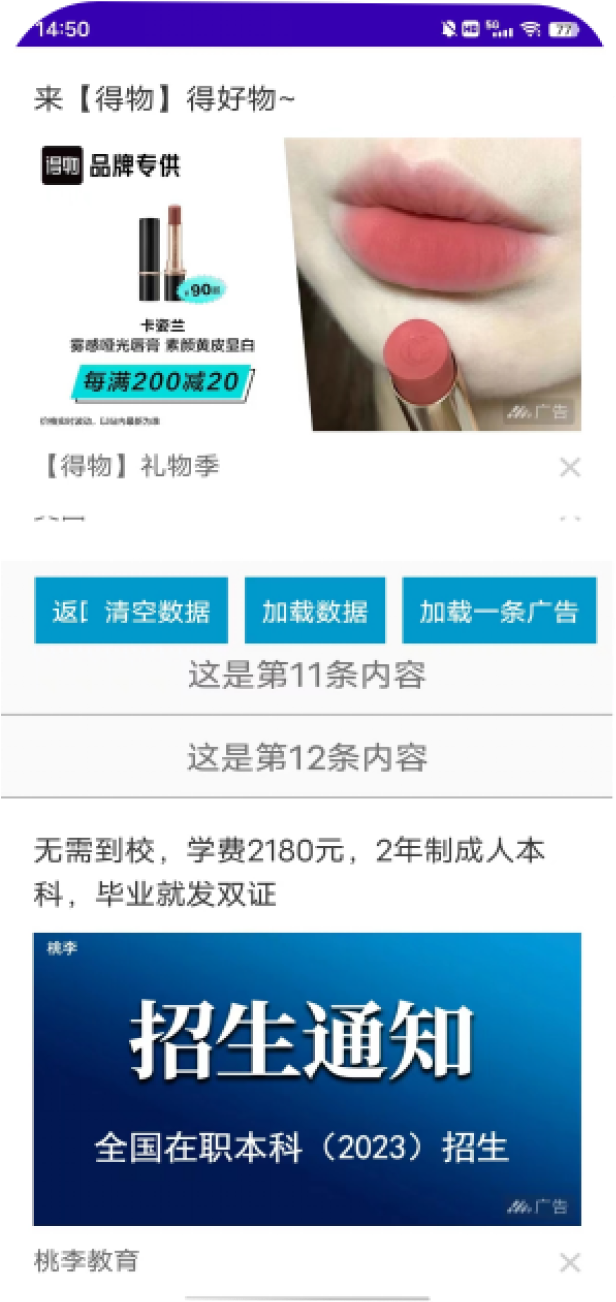 14:50
HD 5G 77
来【得物】得好物~
得物 品牌专供
90
卡姿兰
雾感哑光唇膏 素颜黄皮显白
每满200减20
广告
【得物】礼物季
清空数据
加载数据
加载一条广告
这是第11条内容
这是第12条内容
无需到校，学费2180元，2年制成人本
科，毕业就发双证
桃李
招生通知
全国在职本科（2023）招生
广告
桃李教育